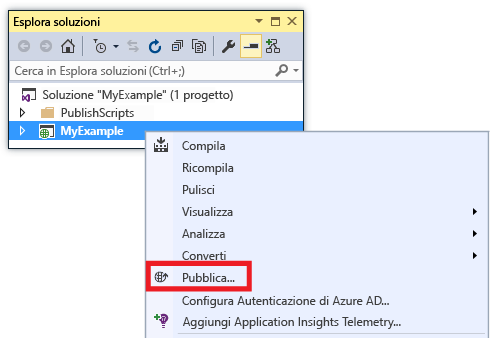 Esplora soluzioni
Cerca in Esplora soluzioni (Ctrl+;)
Soluzione "MyExample" (1 progetto)
PublishScripts
MyExample
Compila
Ricompila
Pulisci
Visualizza
Analizza
Converti
Pubblica...
Configura Autenticazione di Azure AD...
Aggiungi Application Insights Telemetry...